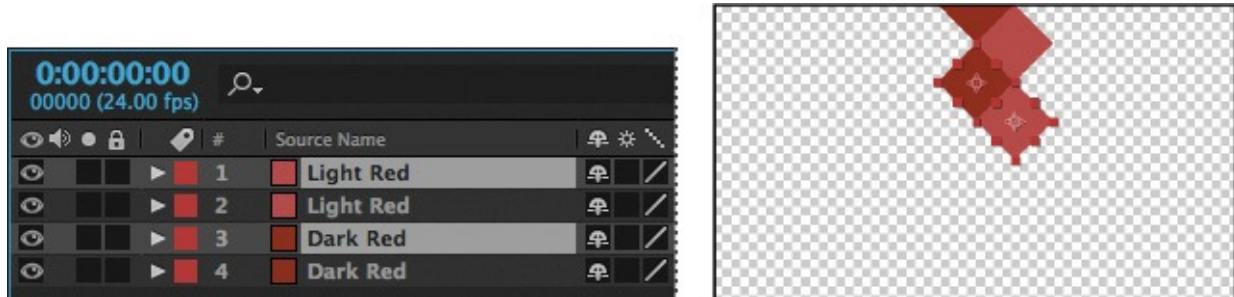 0:00:00:00
00000 (24.00 fps)
# Source Name
1 Light Red
2 Light Red
3 Dark Red
4 Dark Red